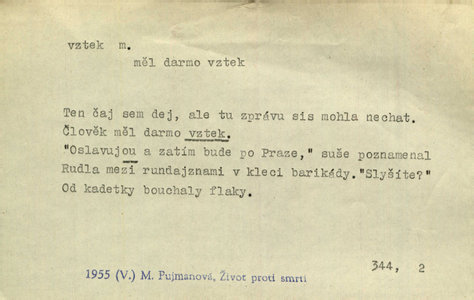 vztek m.
měl darmo vztek
Ten čaj sem dej, ale tu zprávu sis mohla nechat.
Člověk měl darmo vztek.
"Oslavujou a zatím bude po Praze," suše poznamenal
Rudla mezi rundajznami v kleci barikády. "Slyšíte?"
Od kadetky bouchaly flaky.
344, 2
1955 (V.) M. Pujmanová, Život proti smrti